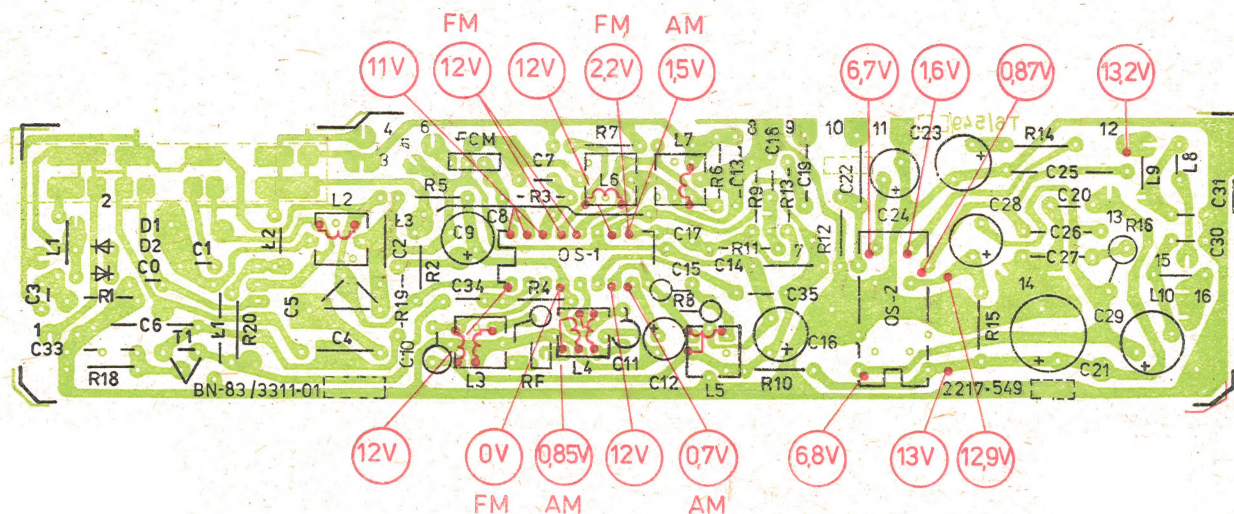 FM FM AM
11V 12V 12V 2,2V 1,5V 6,7V 1,6V 0,87V 13,2V
4 6 FCM R7 L7 8 C18 9 10 11 C23 T6/549 R14 12
3 C7 L6 R6 C13 R9 R13 C19 C22 C25 L9 L8
2 R5 R3 C20 C31
L2 Ł3 C8 C24 C28 13 R16
L1 D1 Ł2 C2 C9 C17 R12 C26 C30
D2 C1 OS-1 R11 7 C27 15
C0 R2 C15 C14
C3 R1 C5 R19 C34 R4 R8 C35 OS-2 14 L10 16
1 C6 Ł1 R20 R15 C29
C33 T1 C4 C10 C11 C16
R18 L3 RF L4 C12 L5 R10 C21
BN-83/3311-01 2217-549
12V 0V 0,85V 12V 0,7V 6,8V 13V 12,9V
FM AM AM